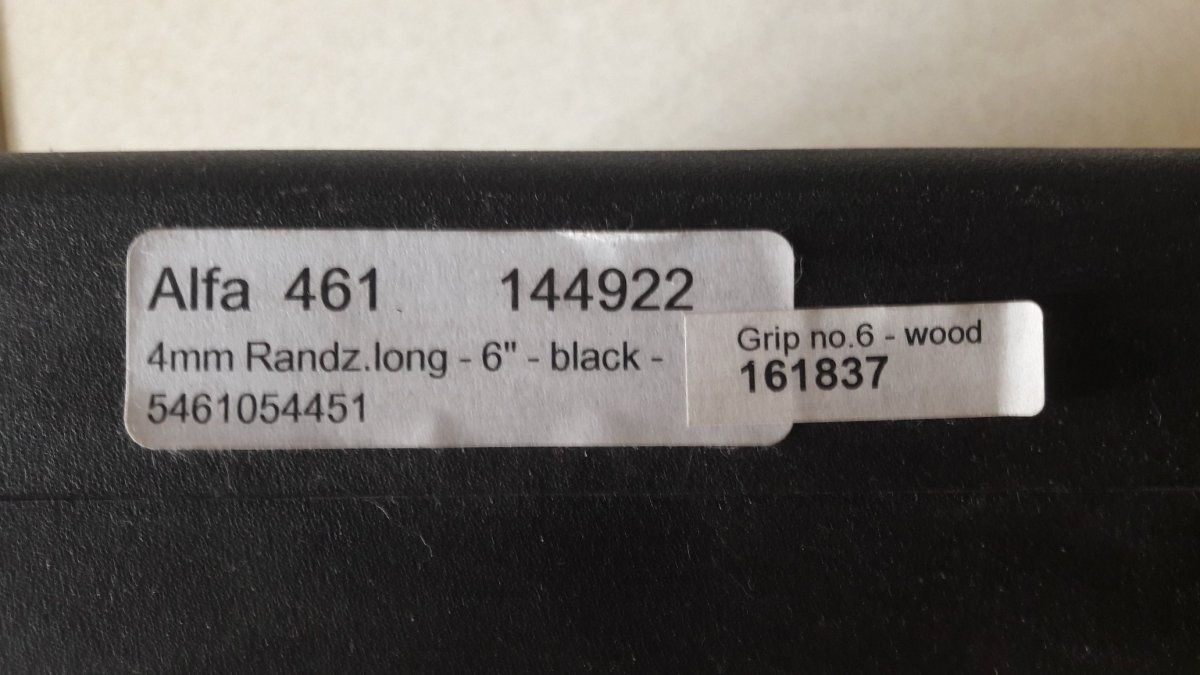 Alfa 461 144922
4mm Randz.long - 6" - black -
5461054451
Grip no.6 - wood
161837